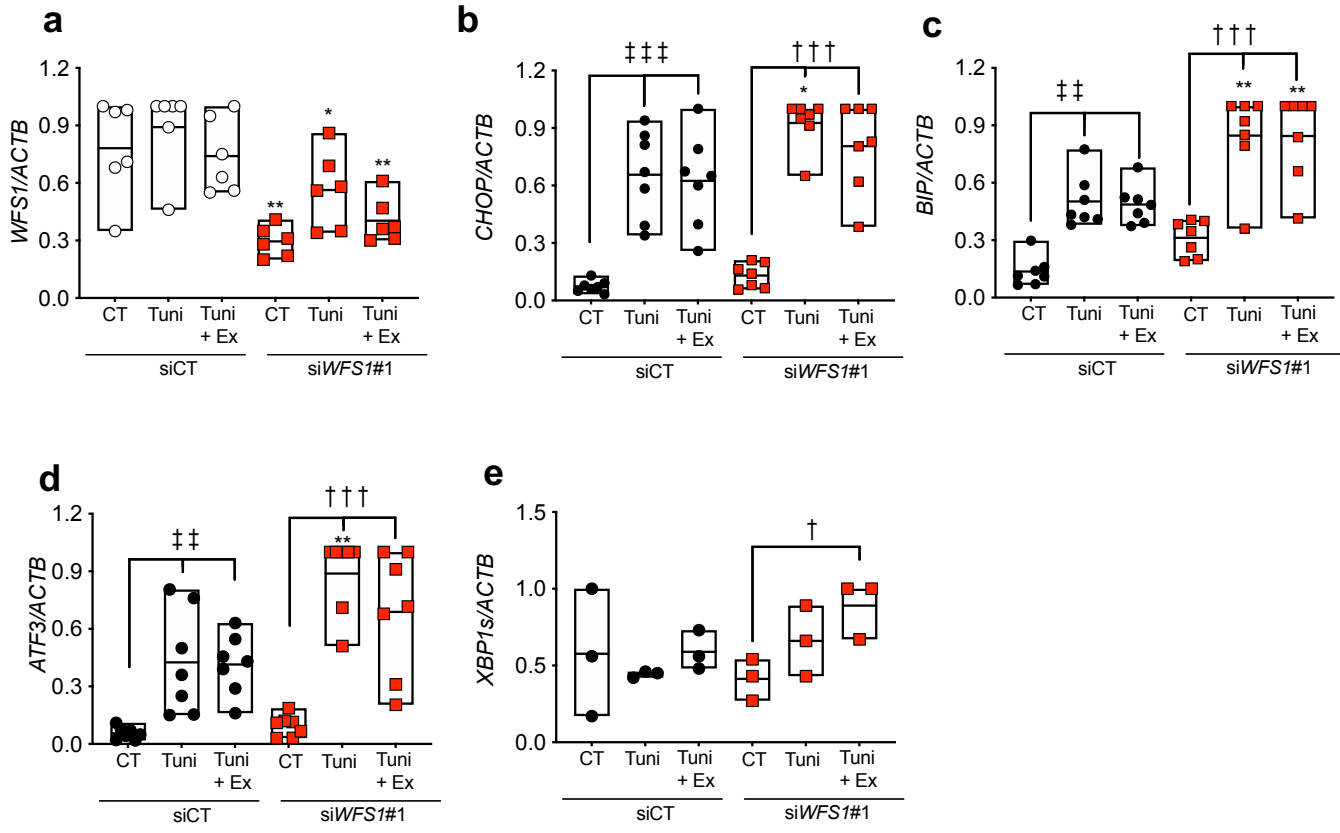 a
WFS1/ACTB
1.2
0.9
0.6
0.3
0.0
**
*
**
CT Tuni Tuni + Ex CT Tuni Tuni + Ex
siCT siWFS1#1
b
CHOP/ACTB
1.2
0.9
0.6
0.3
0.0
‡‡‡
†††
*
CT Tuni Tuni + Ex CT Tuni Tuni + Ex
siCT siWFS1#1
c
BIP/ACTB
1.2
0.9
0.6
0.3
0.0
‡‡
†††
** **
CT Tuni Tuni + Ex CT Tuni Tuni + Ex
siCT siWFS1#1
d
ATF3/ACTB
1.2
0.9
0.6
0.3
0.0
‡‡
†††
**
CT Tuni Tuni + Ex CT Tuni Tuni + Ex
siCT siWFS1#1
e
XBP1s/ACTB
1.5
1.0
0.5
0.0
†
CT Tuni Tuni + Ex CT Tuni Tuni + Ex
siCT siWFS1#1